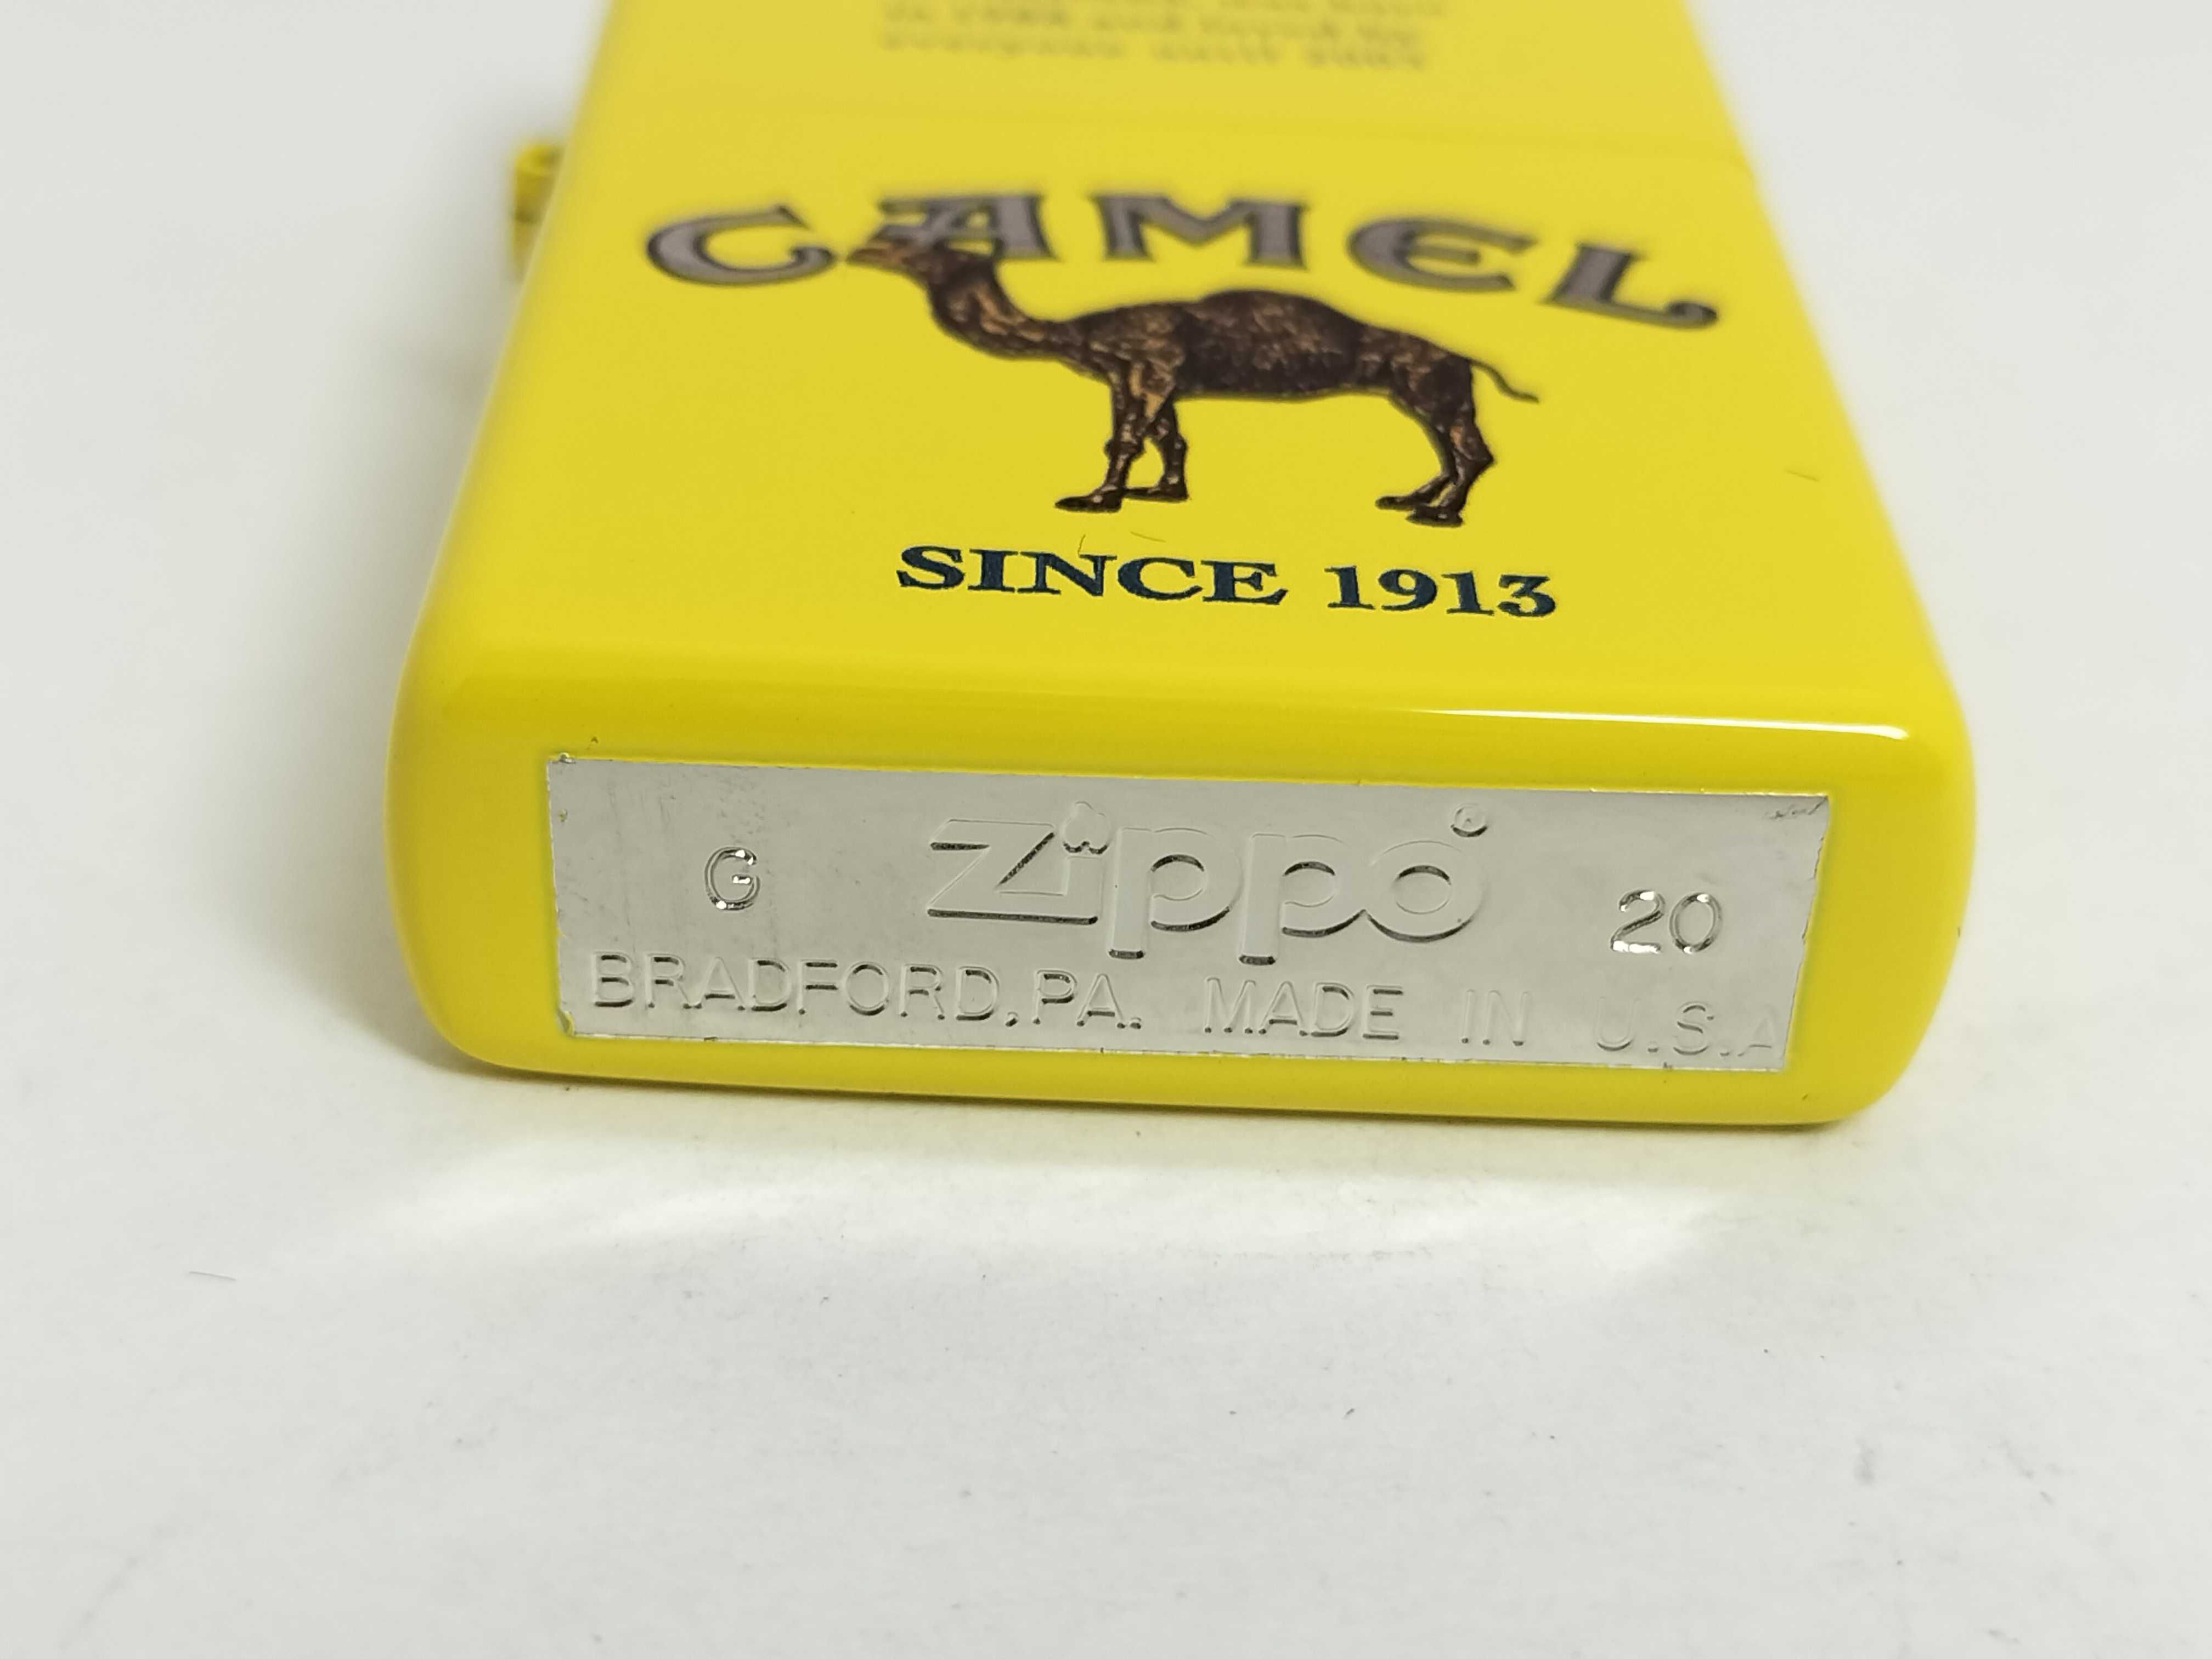 CAMEL
SINCE 1913
G Zippo® 20
BRADFORD, PA. MADE IN U.S.A